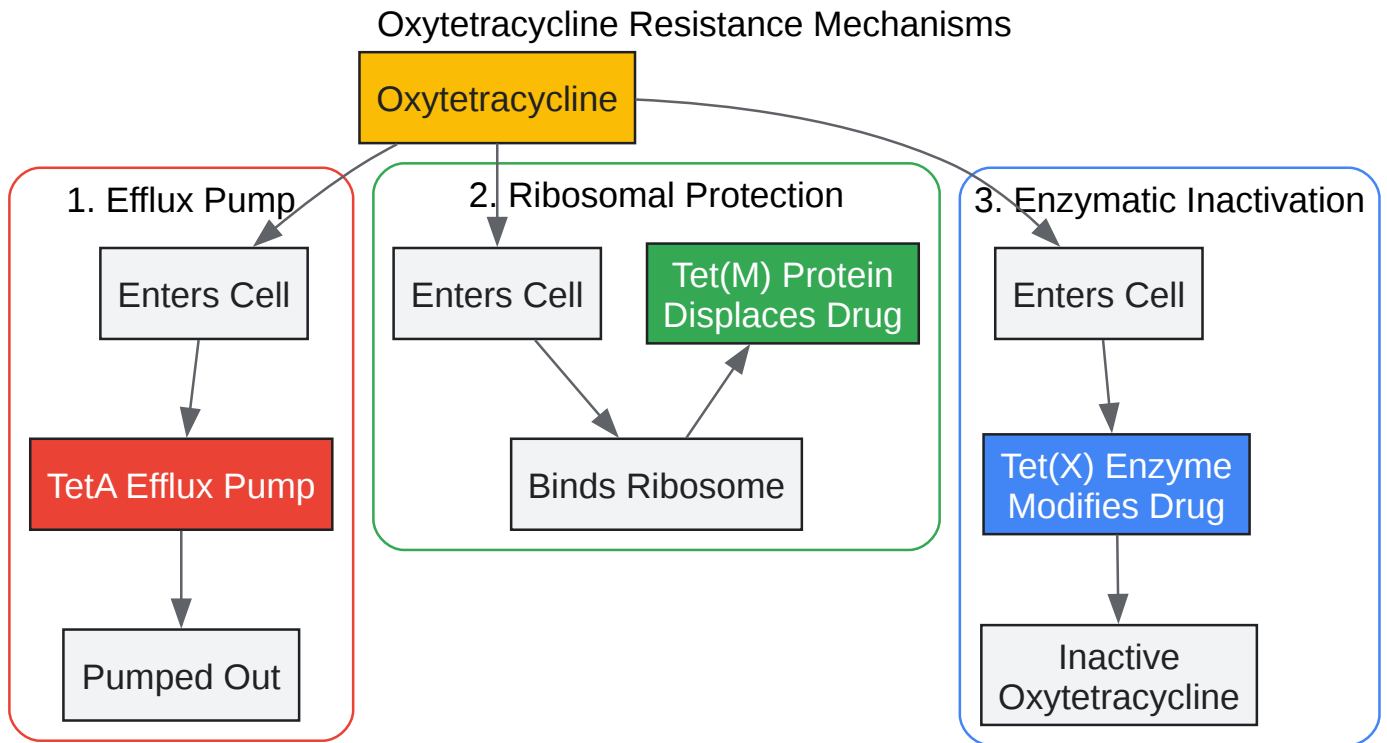 Oxytetracycline Resistance Mechanisms
Oxytetracycline
1. Efflux Pump
Enters Cell
TetA Efflux Pump
Pumped Out
2. Ribosomal Protection
Enters Cell
Tet(M) Protein
Displaces Drug
Binds Ribosome
3. Enzymatic Inactivation
Enters Cell
Tet(X) Enzyme
Modifies Drug
Inactive
Oxytetracycline